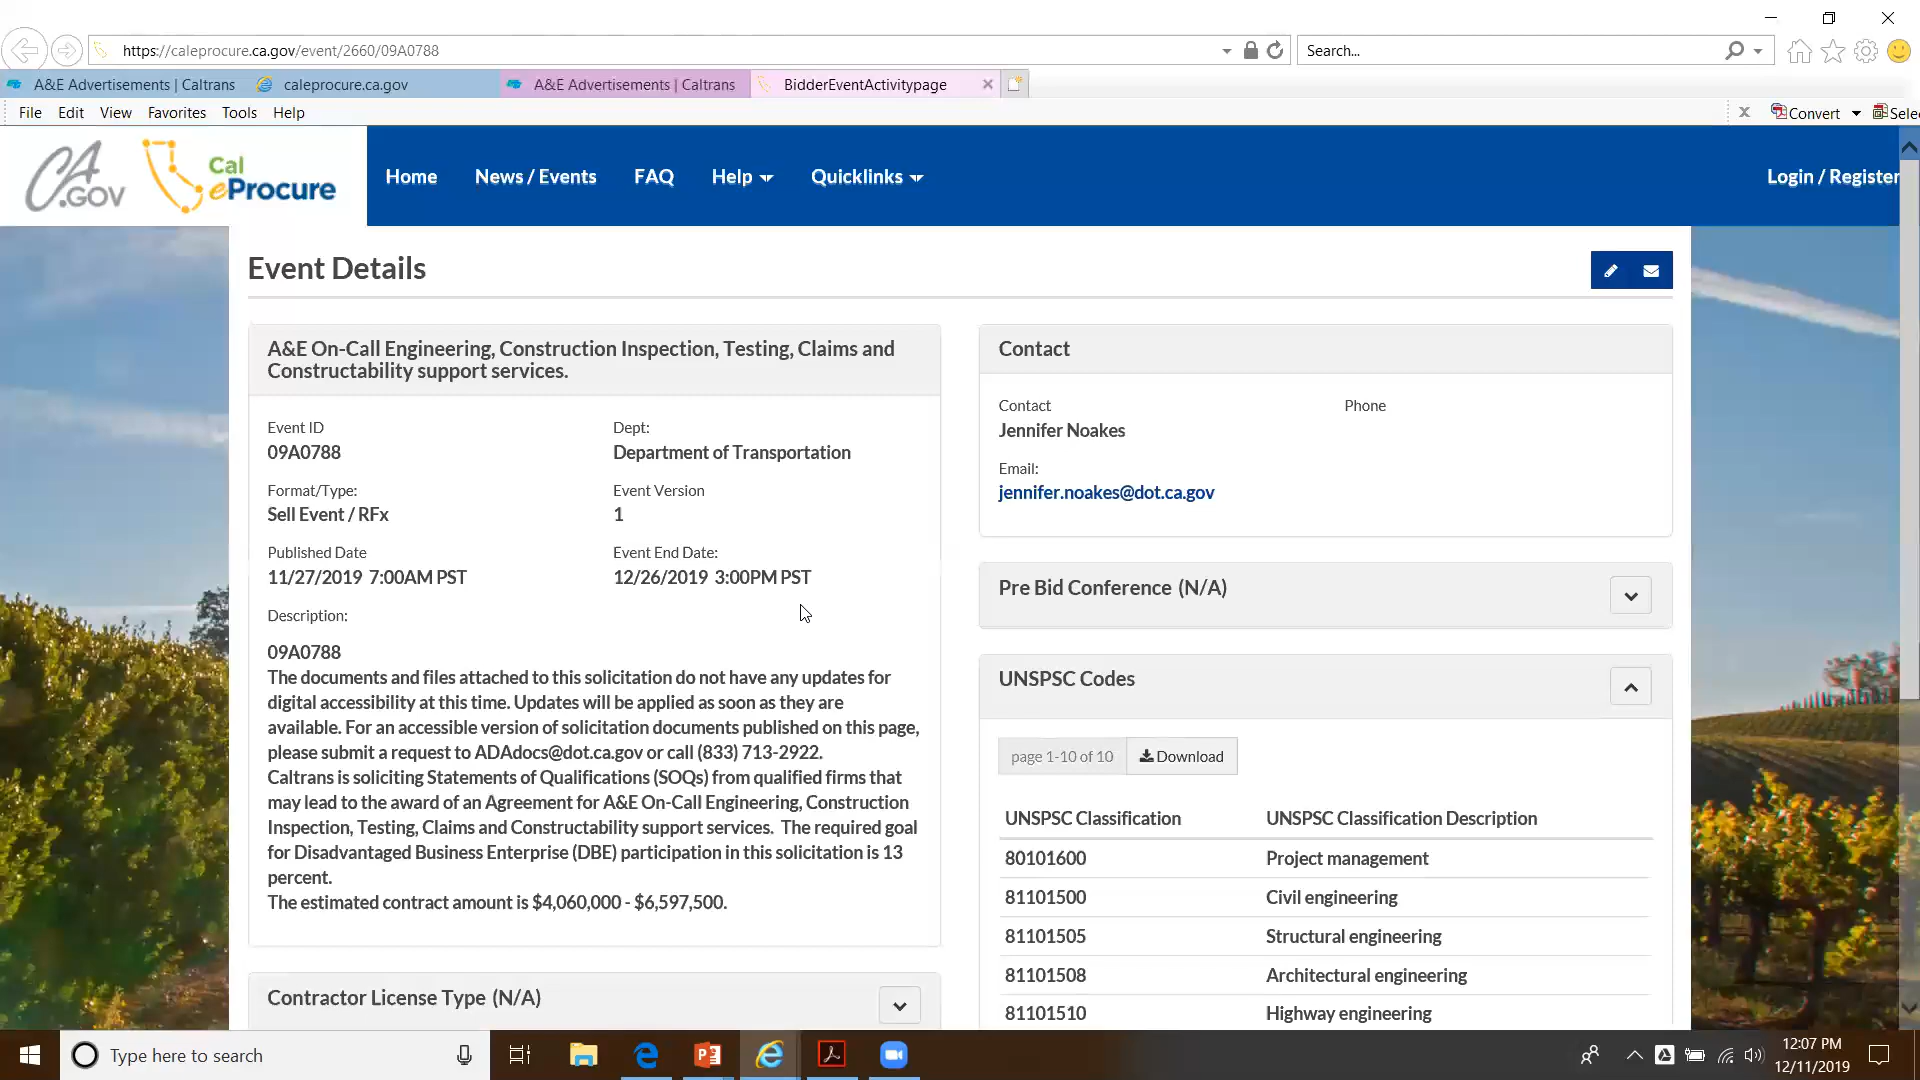 https://caleprocure.ca.gov/event/2660/09A0788
Search...
A&E Advertisements | Caltrans
caleprocure.ca.gov
A&E Advertisements | Caltrans
BidderEventActivitypage
File Edit View Favorites Tools Help
Convert
Sele
CA.GOV
Cal eProcure
Home
News / Events
FAQ
Help
Quicklinks
Login / Register
Event Details
A&E On-Call Engineering, Construction Inspection, Testing, Claims and
Constructability support services.
Event ID
09A0788
Dept:
Department of Transportation
Format/Type:
Sell Event / RFx
Event Version
1
Published Date
11/27/2019 7:00AM PST
Event End Date:
12/26/2019 3:00PM PST
Description:
09A0788
The documents and files attached to this solicitation do not have any updates for
digital accessibility at this time. Updates will be applied as soon as they are
available. For an accessible version of solicitation documents published on this page,
please submit a request to ADAdocs@dot.ca.gov or call (833) 713-2922.
Caltrans is soliciting Statements of Qualifications (SOQs) from qualified firms that
may lead to the award of an Agreement for A&E On-Call Engineering, Construction
Inspection, Testing, Claims and Constructability support services. The required goal
for Disadvantaged Business Enterprise (DBE) participation in this solicitation is 13
percent.
The estimated contract amount is $4,060,000 - $6,597,500.
Contractor License Type (N/A)
Contact
Contact
Jennifer Noakes
Phone
Email:
jennifer.noakes@dot.ca.gov
Pre Bid Conference (N/A)
UNSPSC Codes
page 1-10 of 10
Download
UNSPSC Classification
UNSPSC Classification Description
80101600 Project management
81101500 Civil engineering
81101505 Structural engineering
81101508 Architectural engineering
81101510 Highway engineering
Type here to search
12:07 PM
12/11/2019